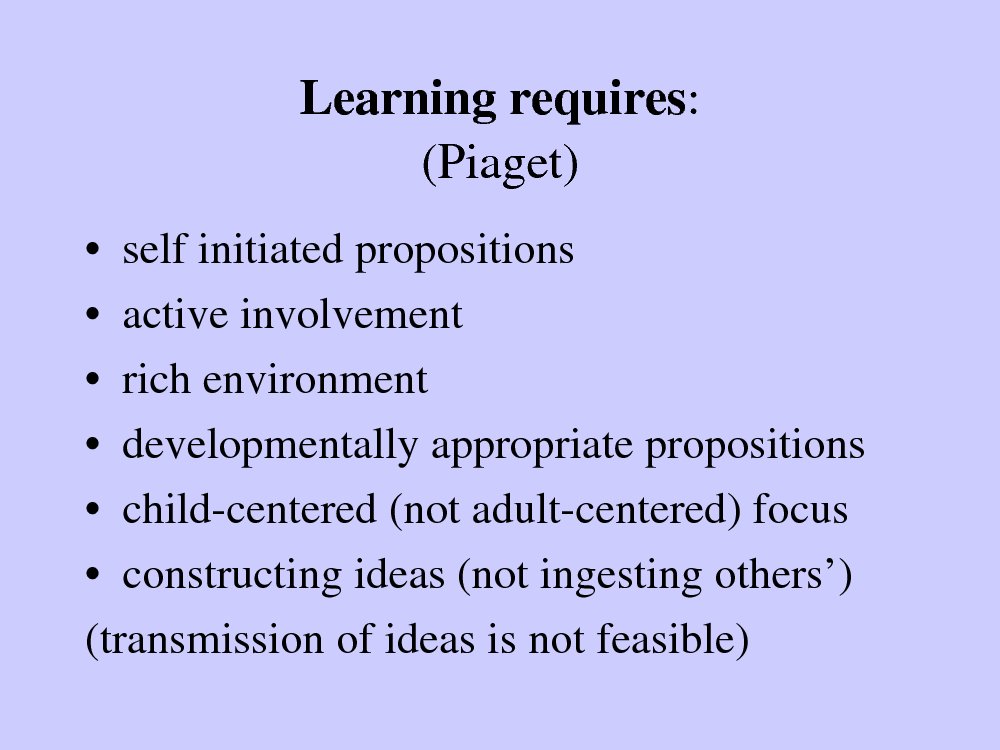 Learning requires:
(Piaget)
• self initiated propositions
• active involvement
• rich environment
• developmentally appropriate propositions
• child-centered (not adult-centered) focus
• constructing ideas (not ingesting others’)
(transmission of ideas is not feasible)